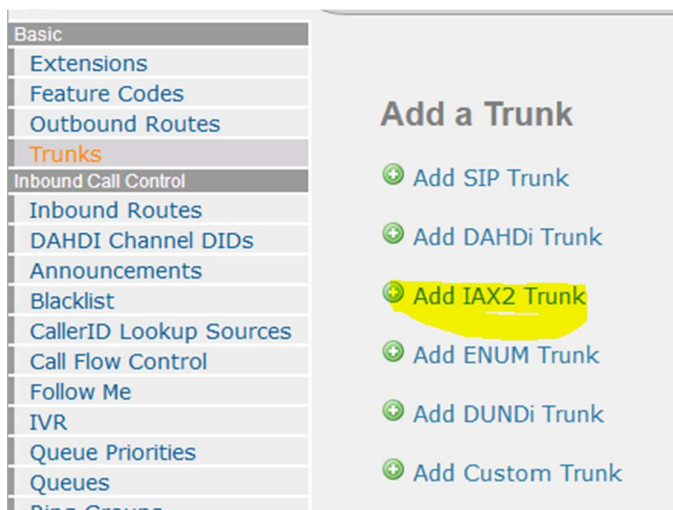 Basic
Extensions
Feature Codes
Outbound Routes
Trunks
Inbound Call Control
Inbound Routes
DAHDI Channel DIDs
Announcements
Blacklist
CallerID Lookup Sources
Call Flow Control
Follow Me
IVR
Queue Priorities
Queues
Ring Groups
Add a Trunk
Add SIP Trunk
Add DAHDi Trunk
Add IAX2 Trunk
Add ENUM Trunk
Add DUNDi Trunk
Add Custom Trunk